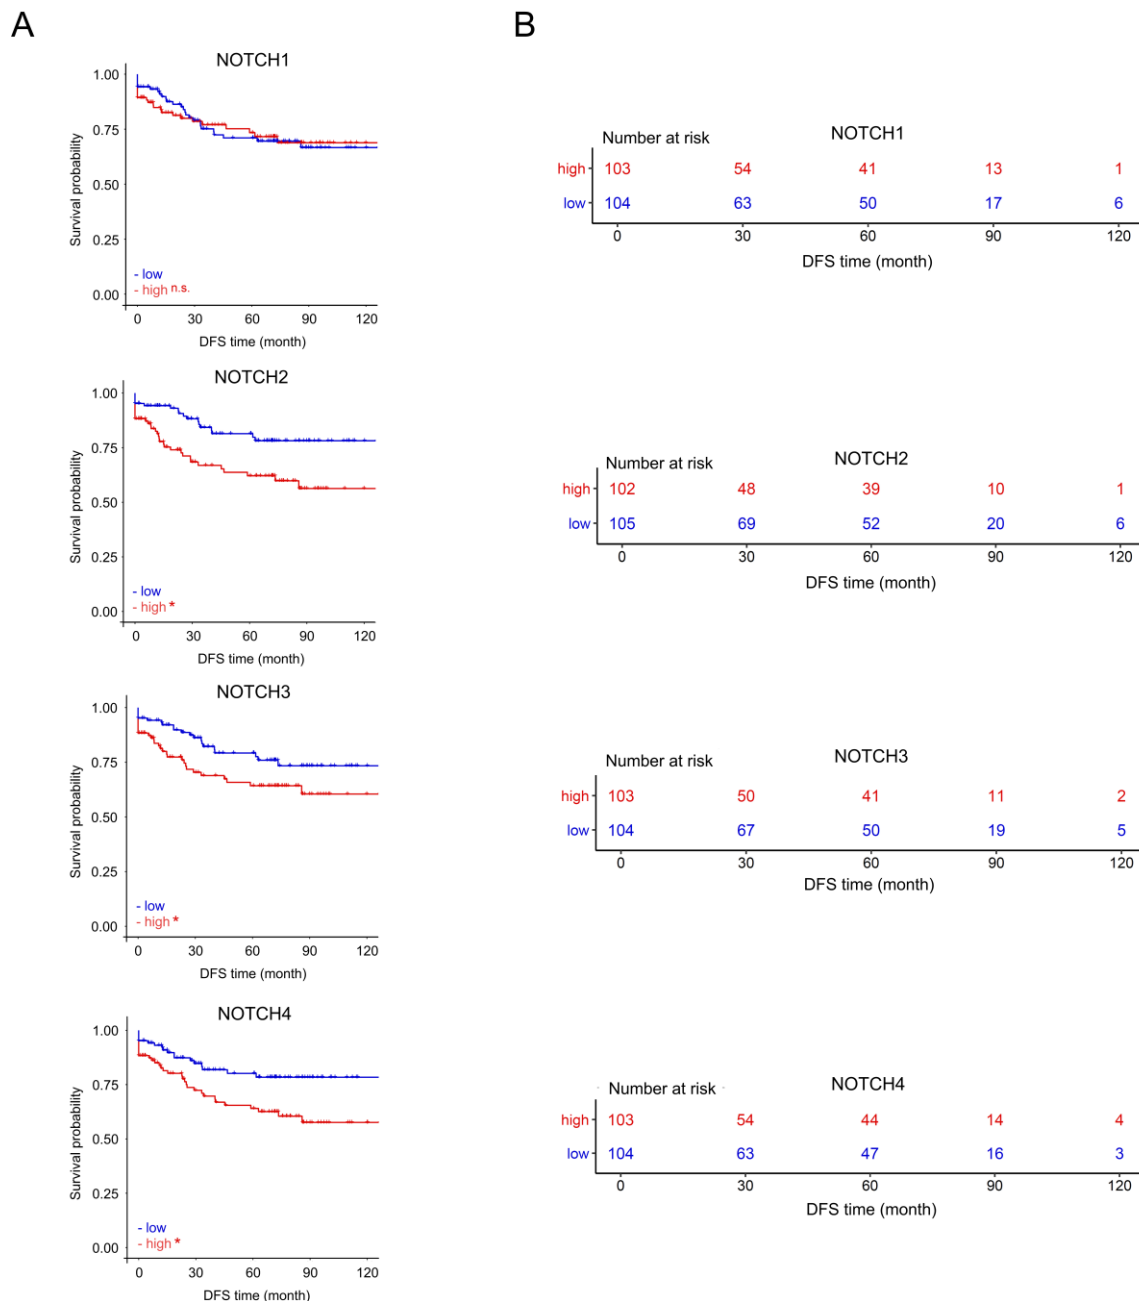 A
NOTCH1
1.00
0.75
0.50
0.25
0.00
Survival probability
- low
- high n.s.
0 30 60 90 120
DFS time (month)
NOTCH2
1.00
0.75
0.50
0.25
0.00
Survival probability
- low
- high *
0 30 60 90 120
DFS time (month)
NOTCH3
1.00
0.75
0.50
0.25
0.00
Survival probability
- low
- high *
0 30 60 90 120
DFS time (month)
NOTCH4
1.00
0.75
0.50
0.25
0.00
Survival probability
- low
- high *
0 30 60 90 120
DFS time (month)
B
Number at risk NOTCH1
high 103 54 41 13 1
low 104 63 50 17 6
0 30 60 90 120
DFS time (month)
Number at risk NOTCH2
high 102 48 39 10 1
low 105 69 52 20 6
0 30 60 90 120
DFS time (month)
Number at risk NOTCH3
high 103 50 41 11 2
low 104 67 50 19 5
0 30 60 90 120
DFS time (month)
Number at risk NOTCH4
high 103 54 44 14 4
low 104 63 47 16 3
0 30 60 90 120
DFS time (month)